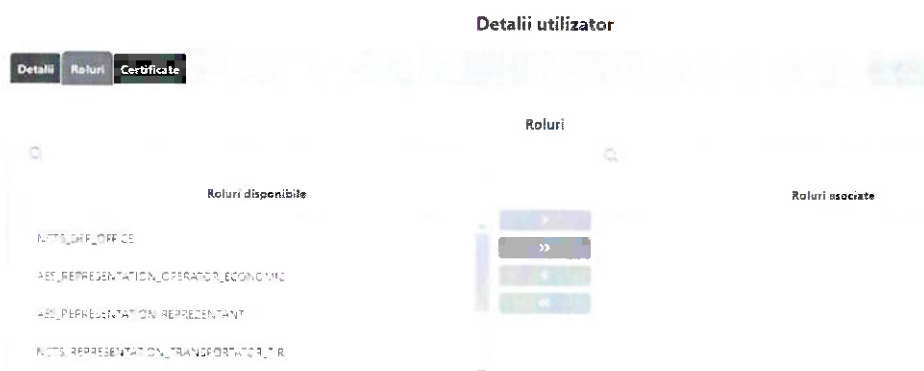 Detalii utilizator
Detalii Roluri Certificate
Roluri
Roluri disponibile
Roluri asociate
>
>>
<
<<
NCTS_DEP_OFFICE
AES_REPRESENTATION_OPERATOR_ECONOMIC
AES_REPRESENTATION_REPREZENTANT
NCTS_REPRESENTATION_TRANSPORTATOR_TIR